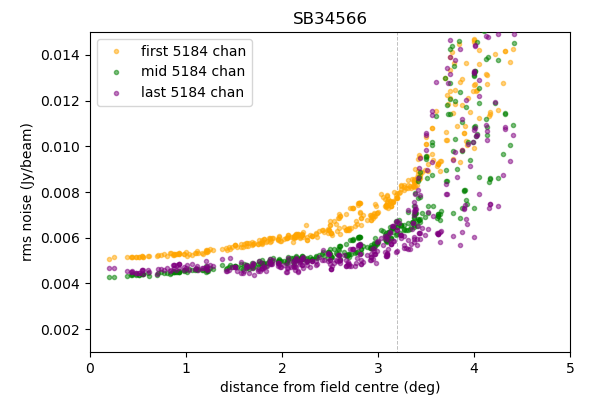 SB34566
first 5184 chan
mid 5184 chan
last 5184 chan
rms noise (Jy/beam)
0.014
0.012
0.010
0.008
0.006
0.004
0.002
0 1 2 3 4 5
distance from field centre (deg)